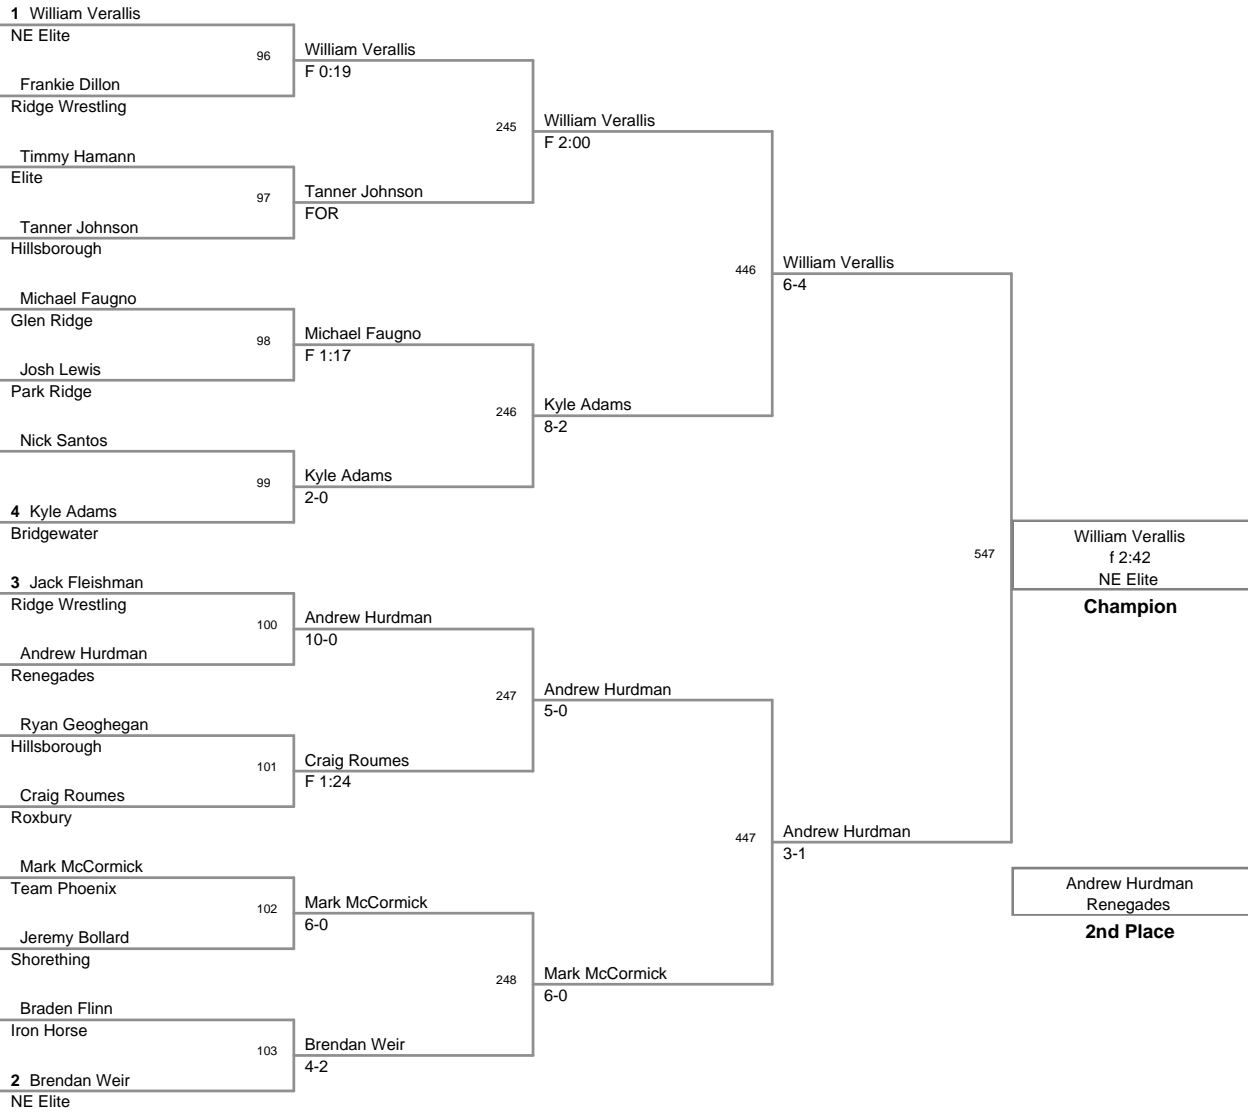 1 William Verallis
NE Elite
96
Frankie Dillon
Ridge Wrestling
Timmy Hamann
Elite
97
Tanner Johnson
Hillsborough
Michael Faugno
Glen Ridge
98
Josh Lewis
Park Ridge
Nick Santos
99
4 Kyle Adams
Bridgewater
3 Jack Fleishman
Ridge Wrestling
100
Andrew Hurdman
Renegades
Ryan Geoghegan
Hillsborough
101
Craig Roumes
Roxbury
Mark McCormick
Team Phoenix
102
Jeremy Bollard
Shorething
Braden Flinn
Iron Horse
103
2 Brendan Weir
NE Elite
William Verallis
F 0:19
245
Tanner Johnson
FOR
Michael Faugno
F 1:17
246
Kyle Adams
2-0
Andrew Hurdman
10-0
247
Craig Roumes
F 1:24
Mark McCormick
6-0
248
Brendan Weir
4-2
William Verallis
F 2:00
446
Kyle Adams
8-2
Andrew Hurdman
5-0
447
Mark McCormick
6-0
William Verallis
6-4
547
Andrew Hurdman
3-1
William Verallis
f 2:42
NE Elite
Champion
Andrew Hurdman
Renegades
2nd Place